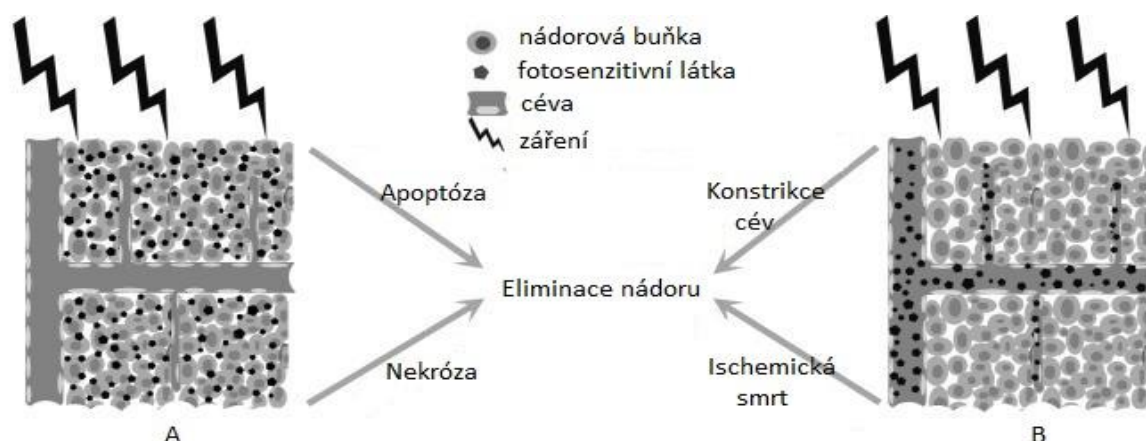 nádorová buňka
fotosenzitivní látka
céva
záření
Apoptóza
Konstrikce
cév
Eliminace nádoru
Nekróza
Ischemická
smrt
A
B